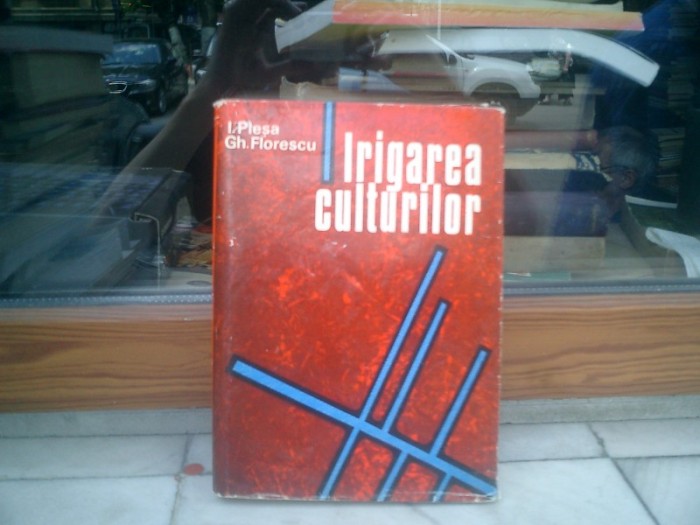 I. Pleșa
Gh. Florescu
Irigarea
culturilor